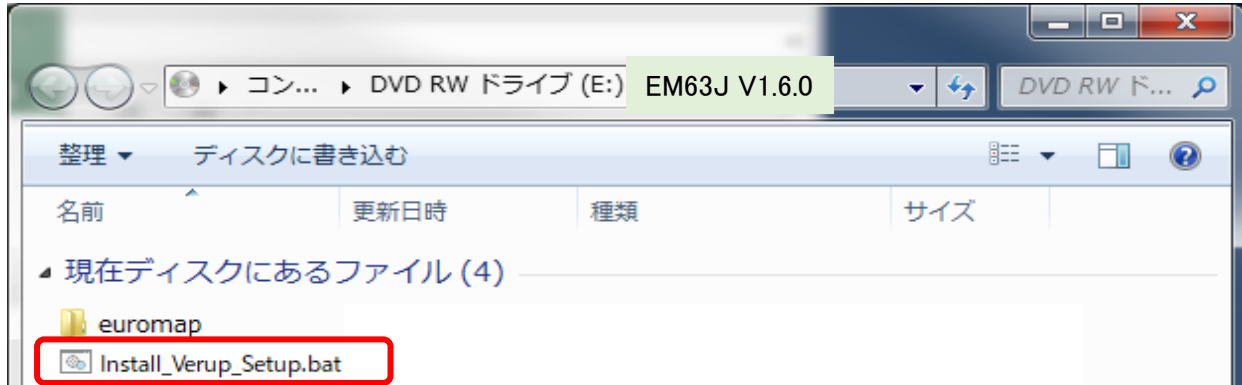 コン... DVD RW ドライブ (E:) EM63J V1.6.0 DVD RW ド...
整理 ディスクに書き込む
名前 更新日時 種類 サイズ
現在ディスクにあるファイル (4)
euromap
Install_Verup_Setup.bat